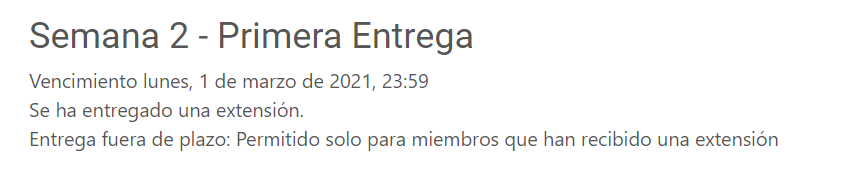 Semana 2 - Primera Entrega
Vencimiento lunes, 1 de marzo de 2021, 23:59
Se ha entregado una extensión.
Entrega fuera de plazo: Permitido solo para miembros que han recibido una extensión